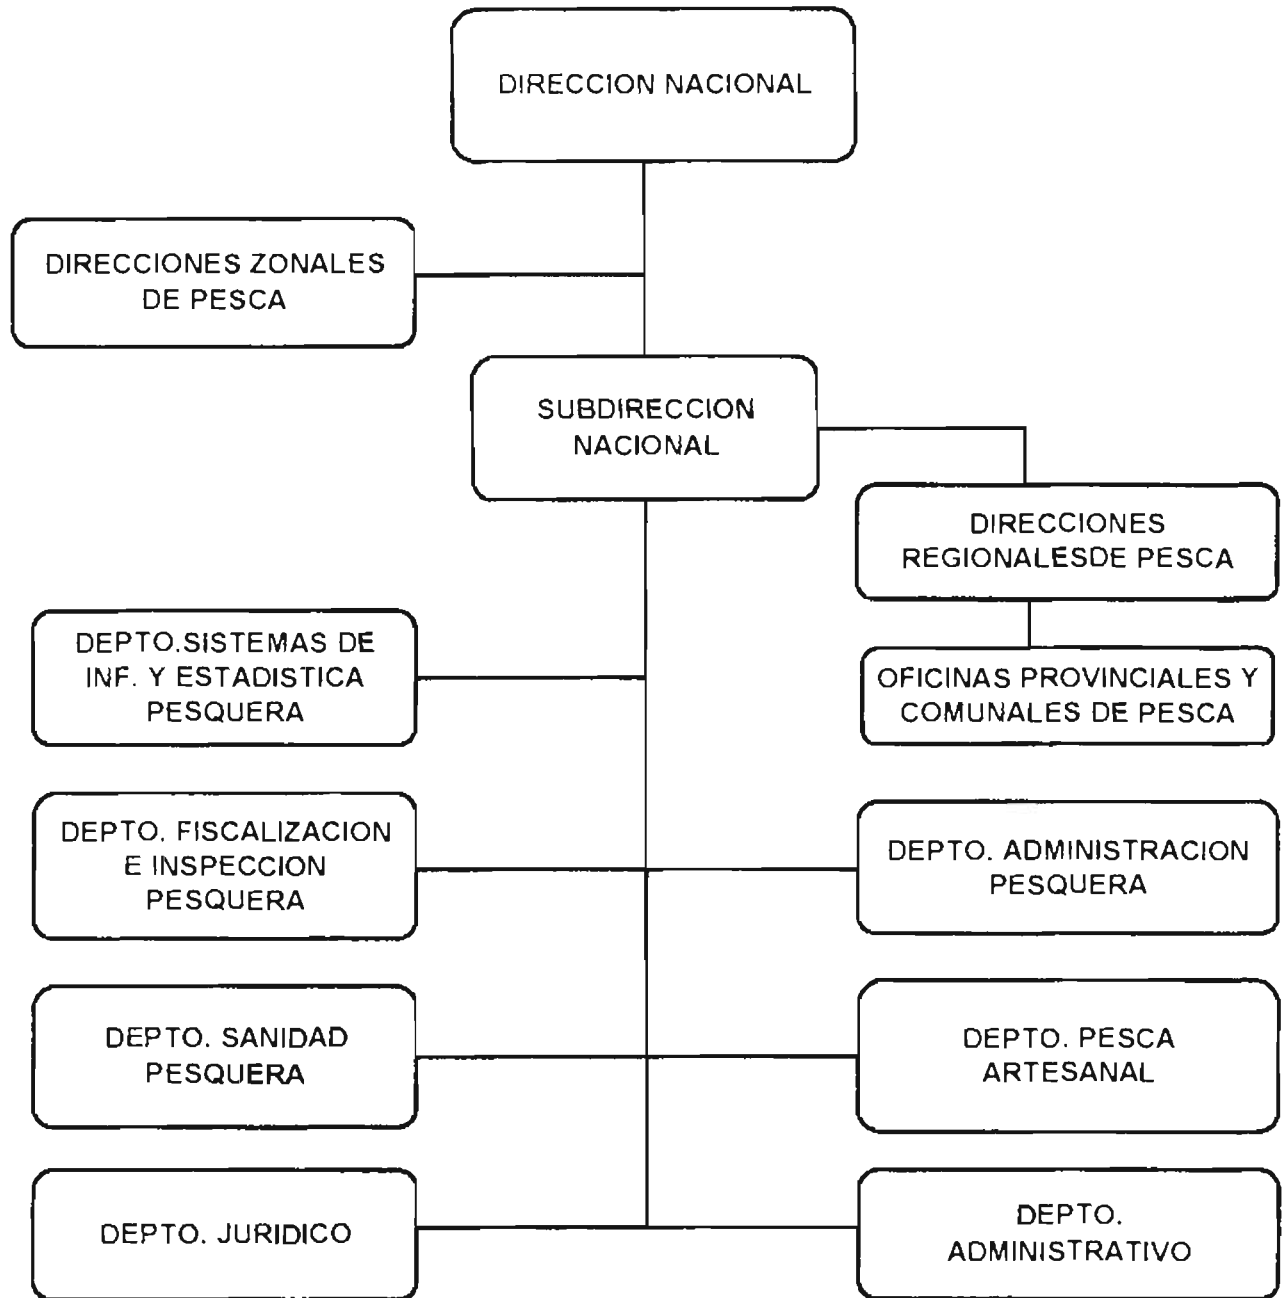 DIRECCION NACIONAL
DIRECCIONES ZONALES
DE PESCA
SUBDIRECCION
NACIONAL
DIRECCIONES
REGIONALESDE PESCA
OFICINAS PROVINCIALES Y
COMUNALES DE PESCA
DEPTO.SISTEMAS DE
INF. Y ESTADISTICA
PESQUERA
DEPTO. FISCALIZACION
E INSPECCION
PESQUERA
DEPTO. ADMINISTRACION
PESQUERA
DEPTO. SANIDAD
PESQUERA
DEPTO. PESCA
ARTESANAL
DEPTO. JURIDICO
DEPTO.
ADMINISTRATIVO